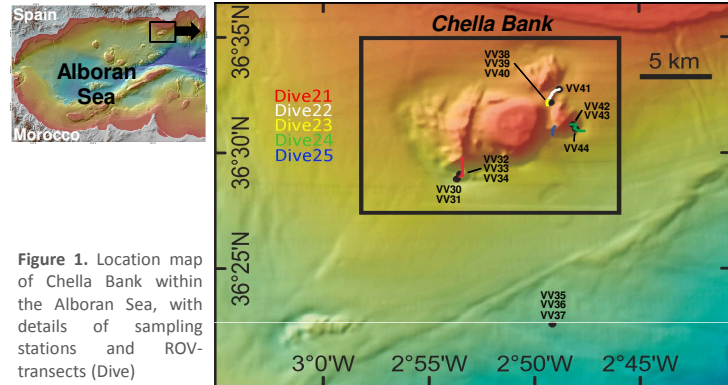 Spain
Alboran
Sea
Morocco
Figure 1. Location map
of Chella Bank within
the Alboran Sea, with
details of sampling
stations and ROV-
transects (Dive)
Chella Bank
5 km
Dive21
Dive22
Dive23
Dive24
Dive25
VV38
VV39
VV40
VV41
VV42
VV43
VV44
VV32
VV33
VV34
VV30
VV31
VV35
VV36
VV37
36°35'N
36°30'N
36°25'N
3°0'W
2°55'W
2°50'W
2°45'W